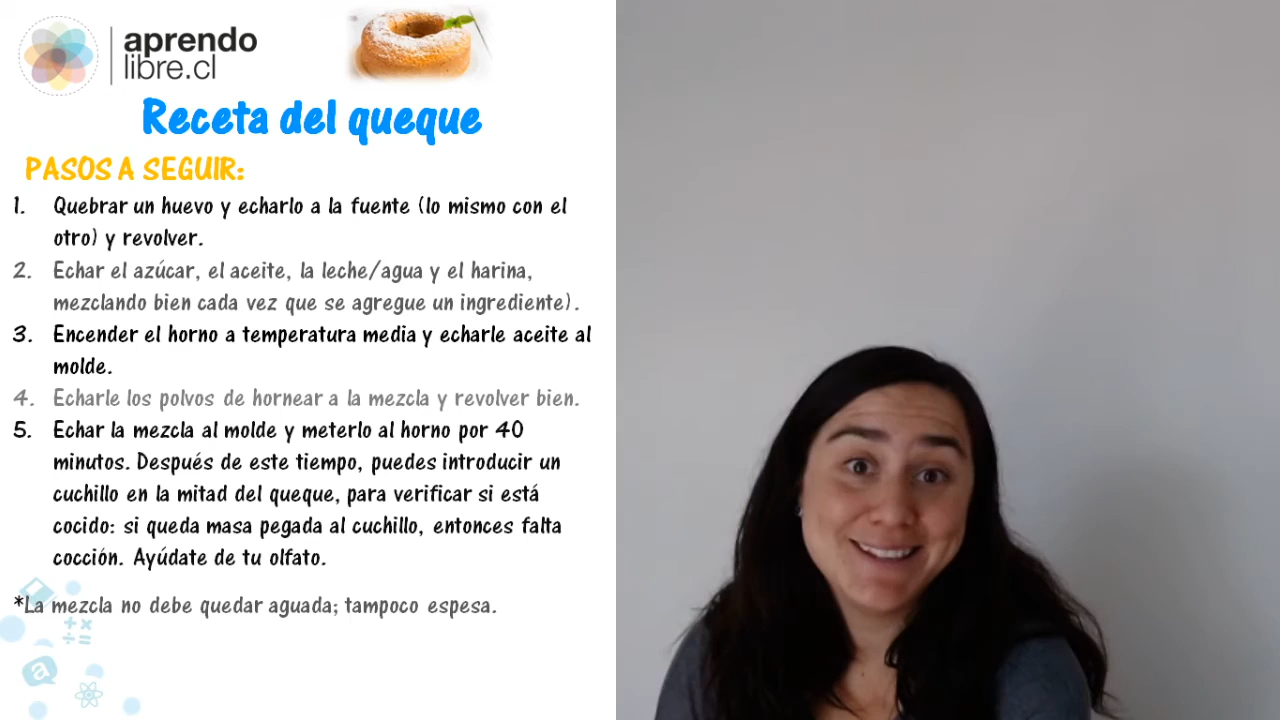 aprendo
libre.cl
Receta del queque
PASOS A SEGUIR:
1. Quebrar un huevo y echarlo a la fuente (lo mismo con el
otro) y revolver.
2. Echar el azúcar, el aceite, la leche/agua y el harina,
mezclando bien cada vez que se agregue un ingrediente).
3. Encender el horno a temperatura media y echarle aceite al
molde.
4. Echarle los polvos de hornear a la mezcla y revolver bien.
5. Echar la mezcla al molde y meterlo al horno por 40
minutos. Después de este tiempo, puedes introducir un
cuchillo en la mitad del queque, para verificar si está
cocido: si queda masa pegada al cuchillo, entonces falta
cocción. Ayúdate de tu olfato.
*La mezcla no debe quedar aguada; tampoco espesa.
a